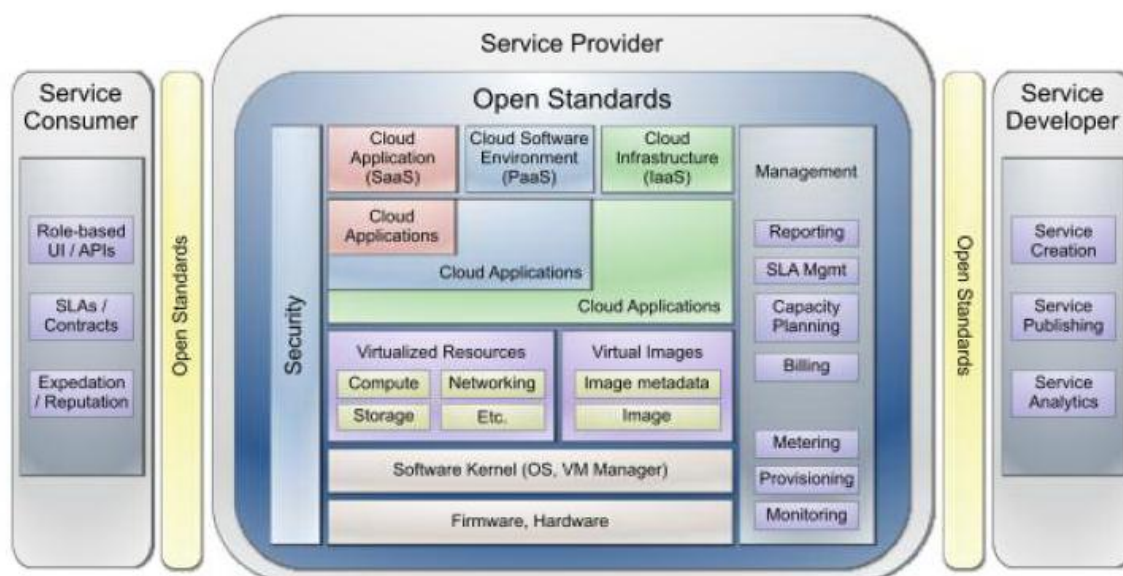 Service Provider
Service
Consumer
Role-based
UI / APIs
SLAs /
Contracts
Expedation
/ Reputation
Open Standards
Open Standards
Security
Cloud
Application
(SaaS)
Cloud Software
Environment
(PaaS)
Cloud
Infrastructure
(IaaS)
Cloud
Applications
Cloud Applications
Cloud Applications
Virtualized Resources
Compute
Networking
Storage
Etc.
Virtual Images
Image metadata
Image
Software Kernel (OS, VM Manager)
Firmware, Hardware
Management
Reporting
SLA Mgmt
Capacity
Planning
Billing
Metering
Provisioning
Monitoring
Open Standards
Service
Developer
Service
Creation
Service
Publishing
Service
Analytics